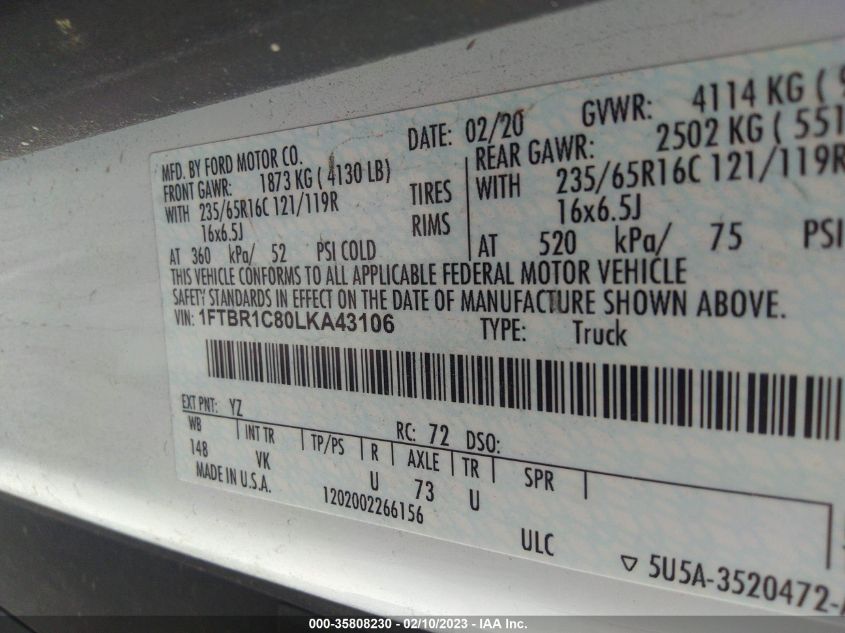 MFD. BY FORD MOTOR CO.
DATE: 02/20
GVWR: 4114 KG (
FRONT GAWR: 1873 KG ( 4130 LB)
REAR GAWR: 2502 KG ( 551
WITH 235/65R16C 121/119R TIRES
WITH 235/65R16C 121/119R
16x6.5J RIMS
16x6.5J
AT 360 kPa/ 52 PSI COLD
AT 520 kPa/ 75 PSI
THIS VEHICLE CONFORMS TO ALL APPLICABLE FEDERAL MOTOR VEHICLE
SAFETY STANDARDS IN EFFECT ON THE DATE OF MANUFACTURE SHOWN ABOVE.
VIN: 1FTBR1C80LKA43106
TYPE: Truck
EXT PNT: YZ
RC: 72 DSO:
WB INT TR TP/PS R AXLE TR SPR
148 VK U 73 U
MADE IN U.S.A.
1202002266156
ULC
▽ 5U5A-3520472-
000-35808230 - 02/10/2023 - IAA Inc.